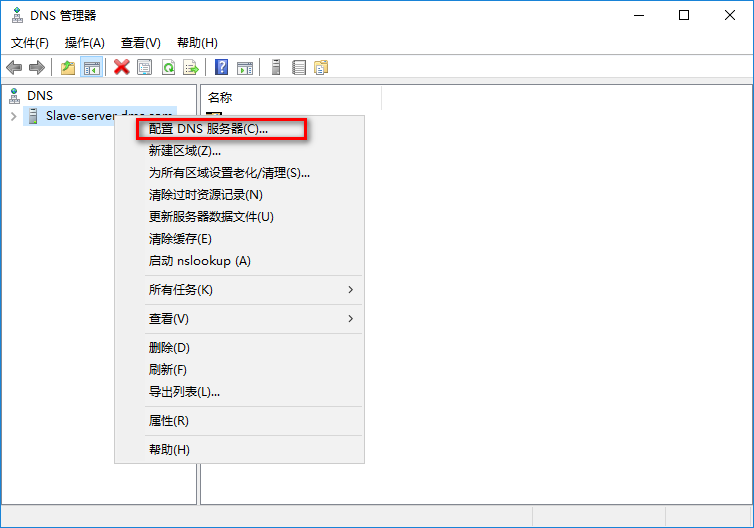 DNS 管理器
文件(F) 操作(A) 查看(V) 帮助(H)
DNS
名称
Slave-server
配置 DNS 服务器(C)...
新建区域(Z)...
为所有区域设置老化/清理(S)...
清除过时资源记录(N)
更新服务器数据文件(U)
清除缓存(E)
启动 nslookup (A)
所有任务(K)
查看(V)
删除(D)
刷新(F)
导出列表(L)...
属性(R)
帮助(H)